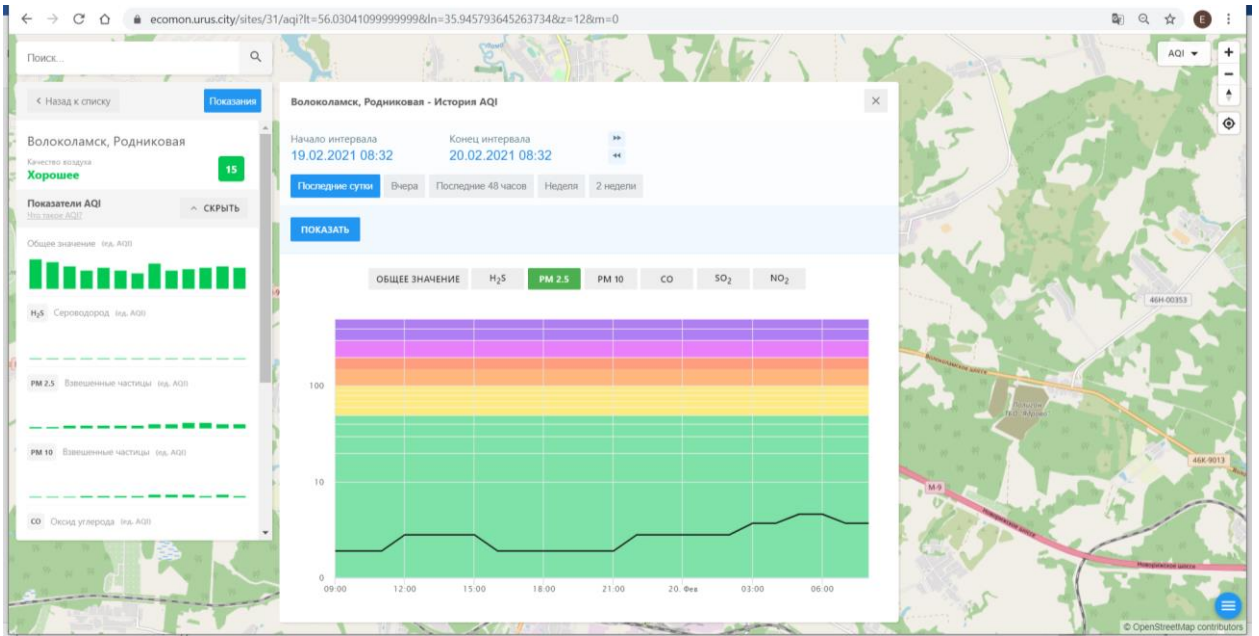 ecomon.urus.city/sites/31/aqi?lt=56.03041099999999&ln=35.945793645263734&z=12&m=0
E
Поиск...
AQI
+
−
< Назад к списку
Показания
Волоколамск, Родниковая
Качество воздуха
Хорошее
15
Показатели AQI
Что такое AQI?
СКРЫТЬ
Общее значение (ед. AQI)
H₂S Сероводород (ед. AQI)
PM 2.5 Взвешенные частицы (ед. AQI)
PM 10 Взвешенные частицы (ед. AQI)
CO Оксид углерода (ед. AQI)
Волоколамск, Родниковая - История AQI
×
Начало интервала Конец интервала
19.02.2021 08:32 20.02.2021 08:32
Последние сутки Вчера Последние 48 часов Неделя 2 недели
ПОКАЗАТЬ
ОБЩЕЕ ЗНАЧЕНИЕ H₂S PM 2.5 PM 10 CO SO₂ NO₂
100
10
0
09:00 12:00 15:00 18:00 21:00 20. Фев 03:00 06:00
46Н-00353
Волоколамское шоссе
46К-9013
М-9
Новорижское шоссе
Новорижское шоссе
© OpenStreetMap contributors